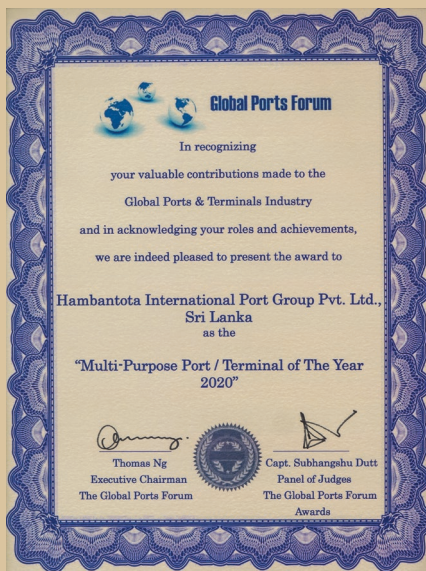 Global Ports Forum
In recognizing
your valuable contributions made to the
Global Ports & Terminals Industry
and in acknowledging your roles and achievements,
we are indeed pleased to present the award to
Hambantota International Port Group Pvt. Ltd.,
Sri Lanka
as the
“Multi-Purpose Port / Terminal of The Year
2020”
Thomas Ng
Executive Chairman
The Global Ports Forum
Capt. Subhangshu Dutt
Panel of Judges
The Global Ports Forum
Awards